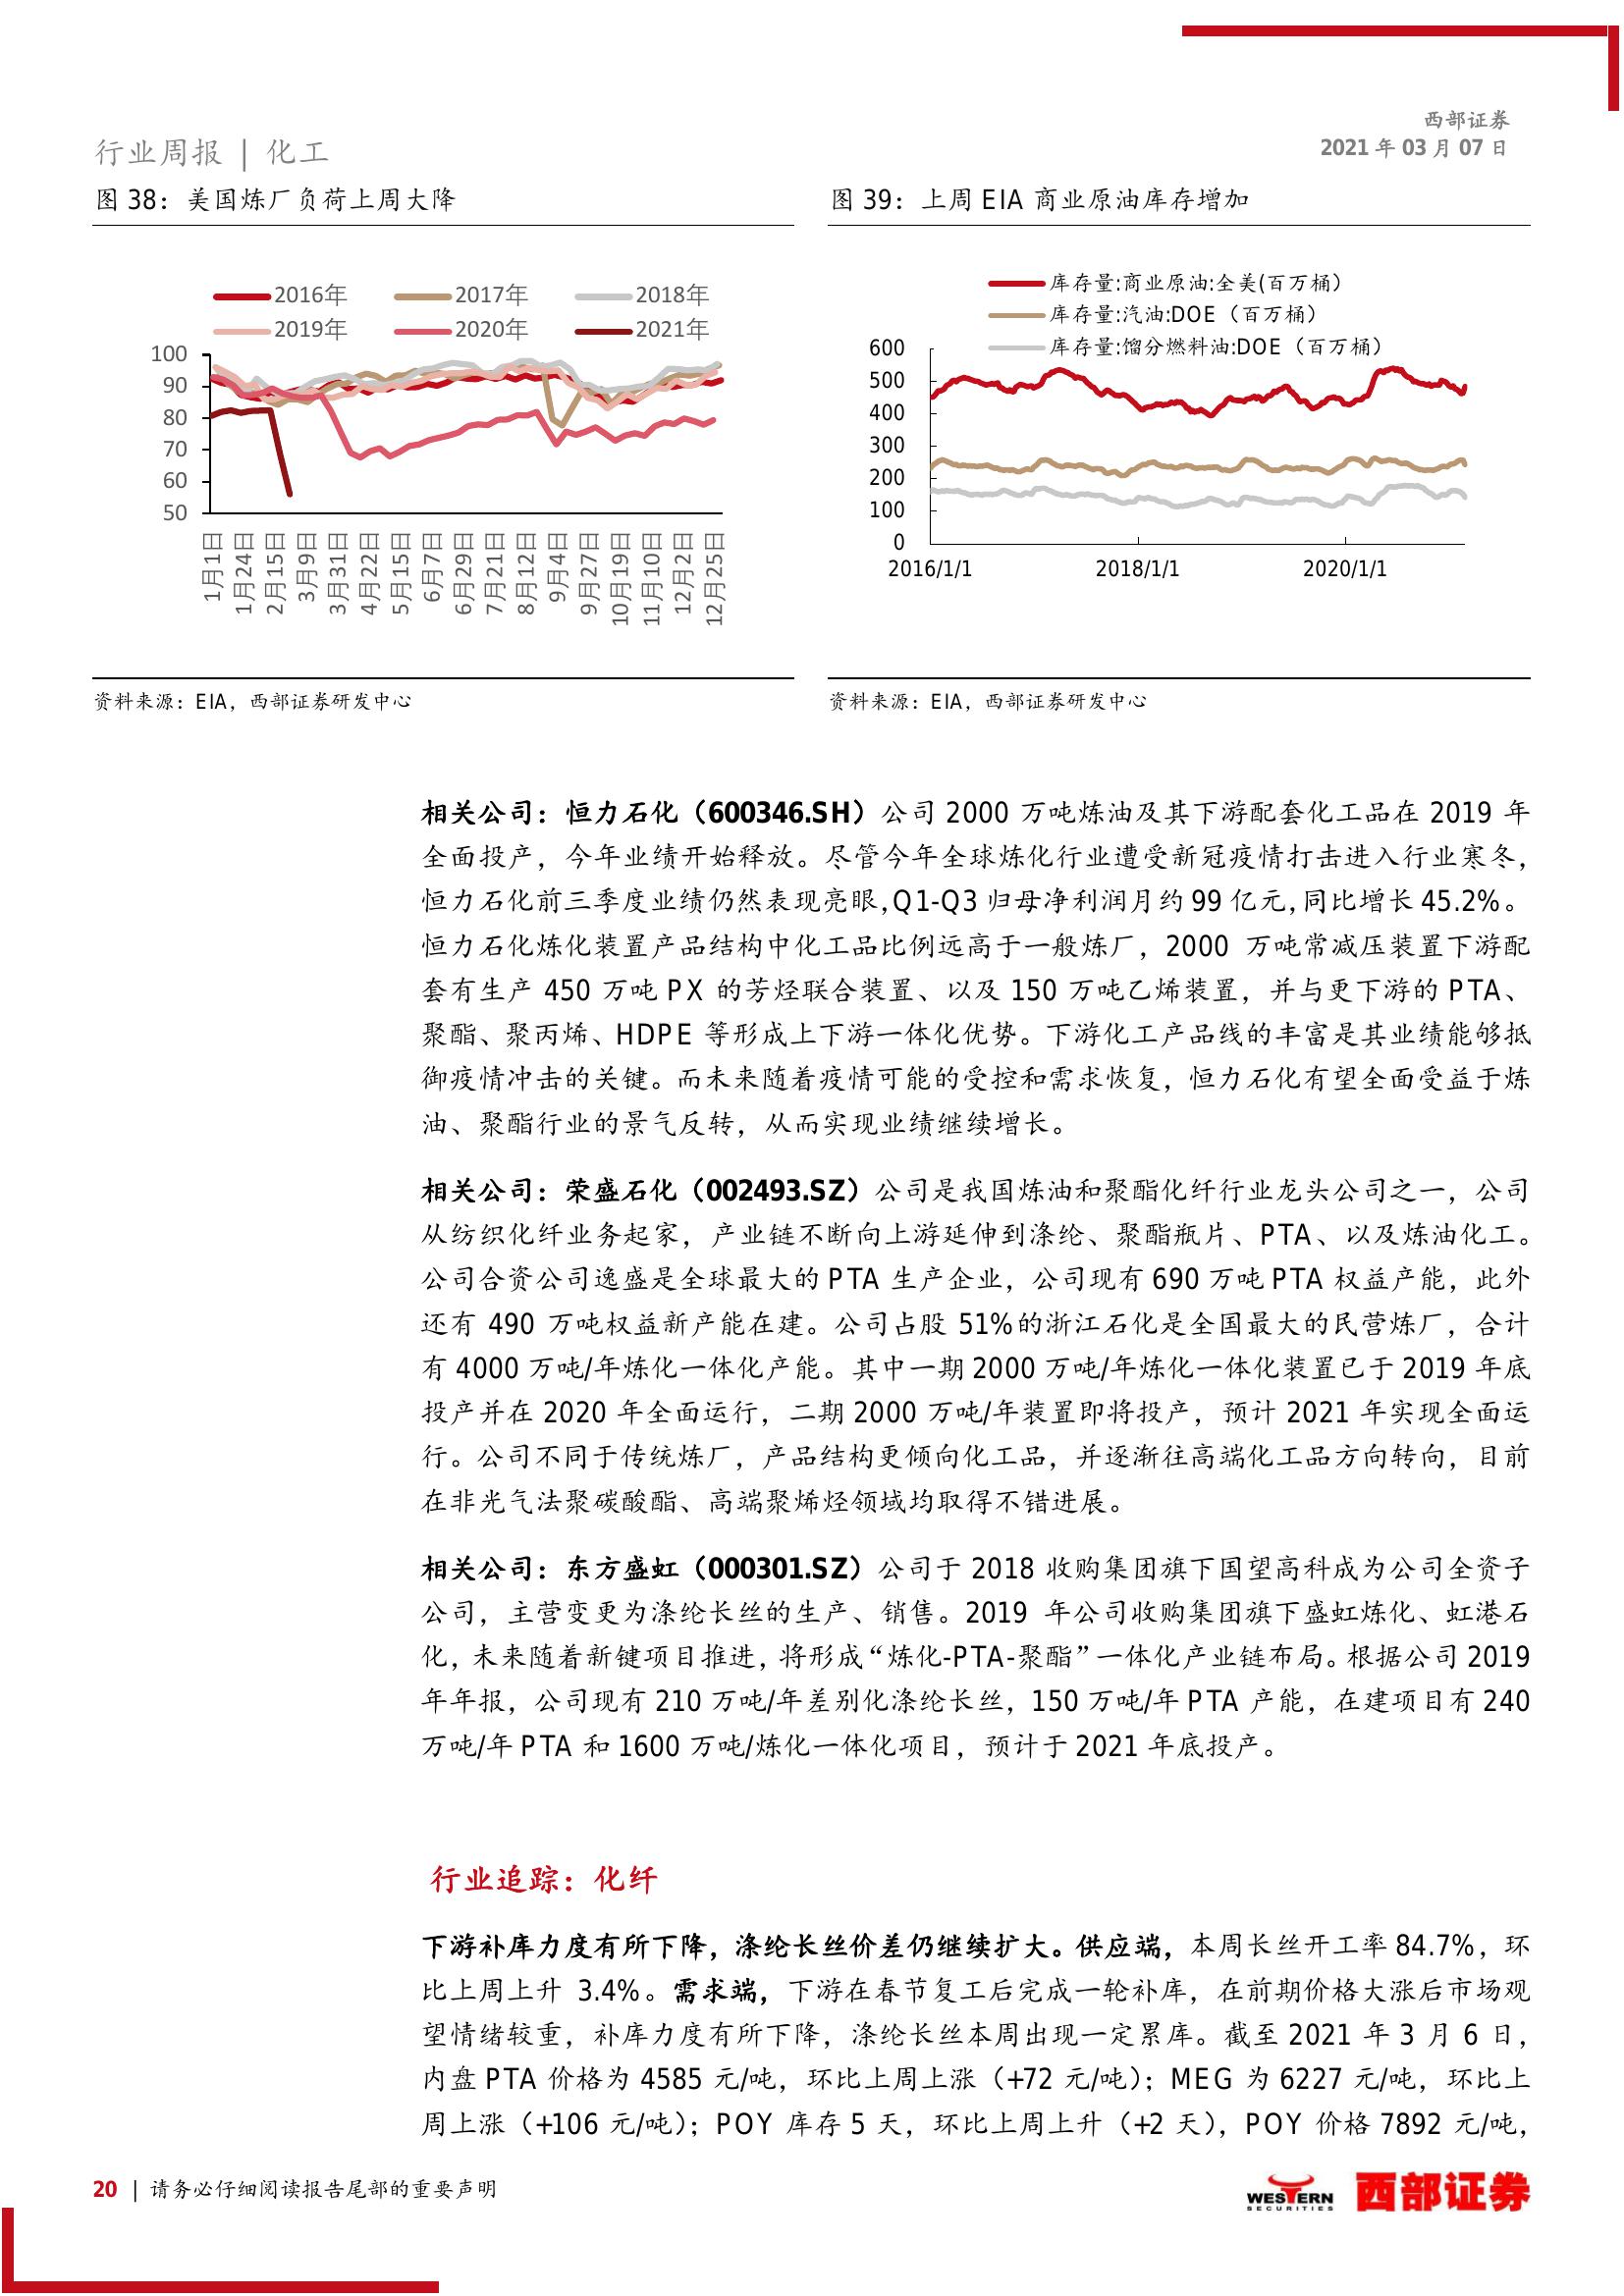 西部证券
2021 年 03 月 07 日
行业周报 | 化工
图 38：美国炼厂负荷上周大降
图 39：上周 EIA 商业原油库存增加
2016年 2017年 2018年
2019年 2020年 2021年
100
90
80
70
60
50
1月1日
1月24日
2月15日
3月9日
3月31日
4月22日
5月15日
6月7日
6月29日
7月21日
8月12日
9月4日
9月27日
10月19日
11月10日
12月2日
12月25日
库存量:商业原油:全美(百万桶）
库存量:汽油:DOE（百万桶）
库存量:馏分燃料油:DOE（百万桶）
600
500
400
300
200
100
0
2016/1/1 2018/1/1 2020/1/1
资料来源：EIA，西部证券研发中心
资料来源：EIA，西部证券研发中心
相关公司：恒力石化（600346.SH）公司 2000 万吨炼油及其下游配套化工品在 2019 年
全面投产，今年业绩开始释放。尽管今年全球炼化行业遭受新冠疫情打击进入行业寒冬，
恒力石化前三季度业绩仍然表现亮眼，Q1-Q3 归母净利润月约 99 亿元，同比增长 45.2%。
恒力石化炼化装置产品结构中化工品比例远高于一般炼厂，2000 万吨常减压装置下游配
套有生产 450 万吨 PX 的芳烃联合装置、以及 150 万吨乙烯装置，并与更下游的 PTA、
聚酯、聚丙烯、HDPE 等形成上下游一体化优势。下游化工产品线的丰富是其业绩能够抵
御疫情冲击的关键。而未来随着疫情可能的受控和需求恢复，恒力石化有望全面受益于炼
油、聚酯行业的景气反转，从而实现业绩继续增长。
相关公司：荣盛石化（002493.SZ）公司是我国炼油和聚酯化纤行业龙头公司之一，公司
从纺织化纤业务起家，产业链不断向上游延伸到涤纶、聚酯瓶片、PTA、以及炼油化工。
公司合资公司逸盛是全球最大的 PTA 生产企业，公司现有 690 万吨 PTA 权益产能，此外
还有 490 万吨权益新产能在建。公司占股 51%的浙江石化是全国最大的民营炼厂，合计
有 4000 万吨/年炼化一体化产能。其中一期 2000 万吨/年炼化一体化装置已于 2019 年底
投产并在 2020 年全面运行，二期 2000 万吨/年装置即将投产，预计 2021 年实现全面运
行。公司不同于传统炼厂，产品结构更倾向化工品，并逐渐往高端化工品方向转向，目前
在非光气法聚碳酸酯、高端聚烯烃领域均取得不错进展。
相关公司：东方盛虹（000301.SZ）公司于 2018 收购集团旗下国望高科成为公司全资子
公司，主营变更为涤纶长丝的生产、销售。2019 年公司收购集团旗下盛虹炼化、虹港石
化，未来随着新键项目推进，将形成“炼化-PTA-聚酯”一体化产业链布局。根据公司 2019
年年报，公司现有 210 万吨/年差别化涤纶长丝，150 万吨/年 PTA 产能，在建项目有 240
万吨/年 PTA 和 1600 万吨/炼化一体化项目，预计于 2021 年底投产。
行业追踪：化纤
下游补库力度有所下降，涤纶长丝价差仍继续扩大。供应端，本周长丝开工率 84.7%，环
比上周上升 3.4%。需求端，下游在春节复工后完成一轮补库，在前期价格大涨后市场观
望情绪较重，补库力度有所下降，涤纶长丝本周出现一定累库。截至 2021 年 3 月 6 日，
内盘 PTA 价格为 4585 元/吨，环比上周上涨（+72 元/吨）；MEG 为 6227 元/吨，环比上
周上涨（+106 元/吨）；POY 库存 5 天，环比上周上升（+2 天），POY 价格 7892 元/吨，
20 | 请务必仔细阅读报告尾部的重要声明
WESTERN
SECURITIES
西部证券